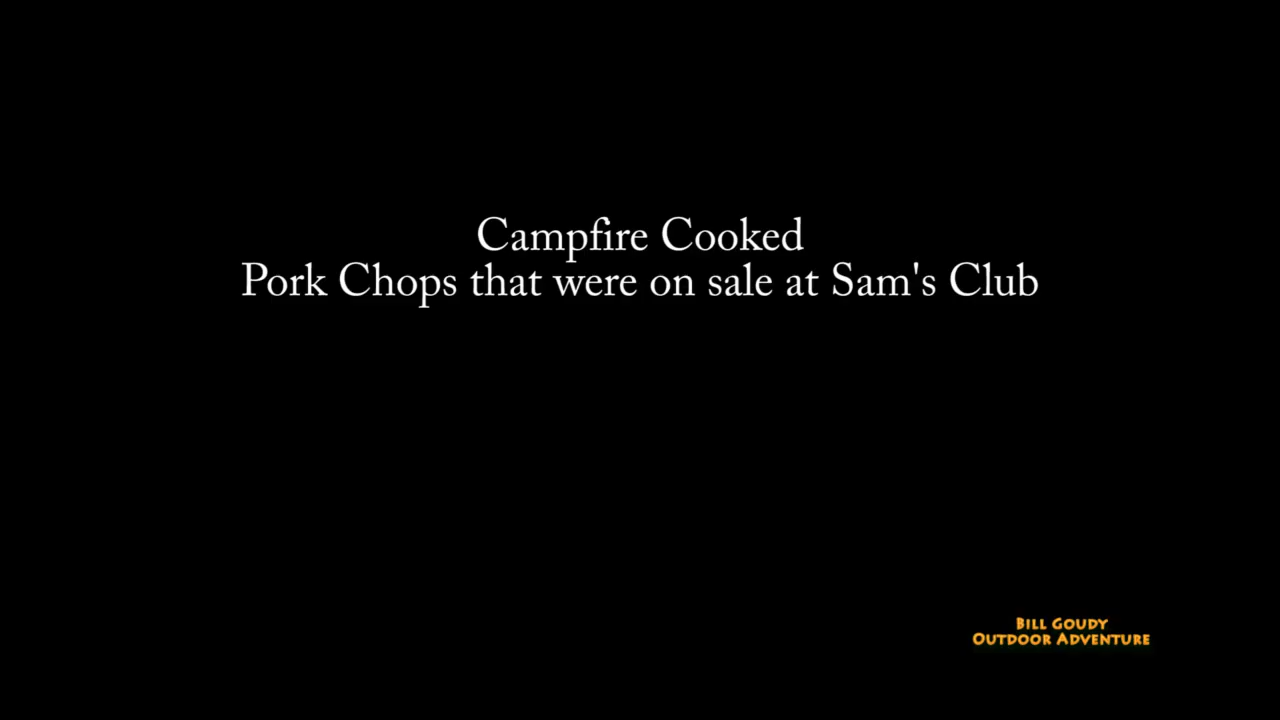 Campfire Cooked
Pork Chops that were on sale at Sam's Club
BILL GOUDY
OUTDOOR ADVENTURE